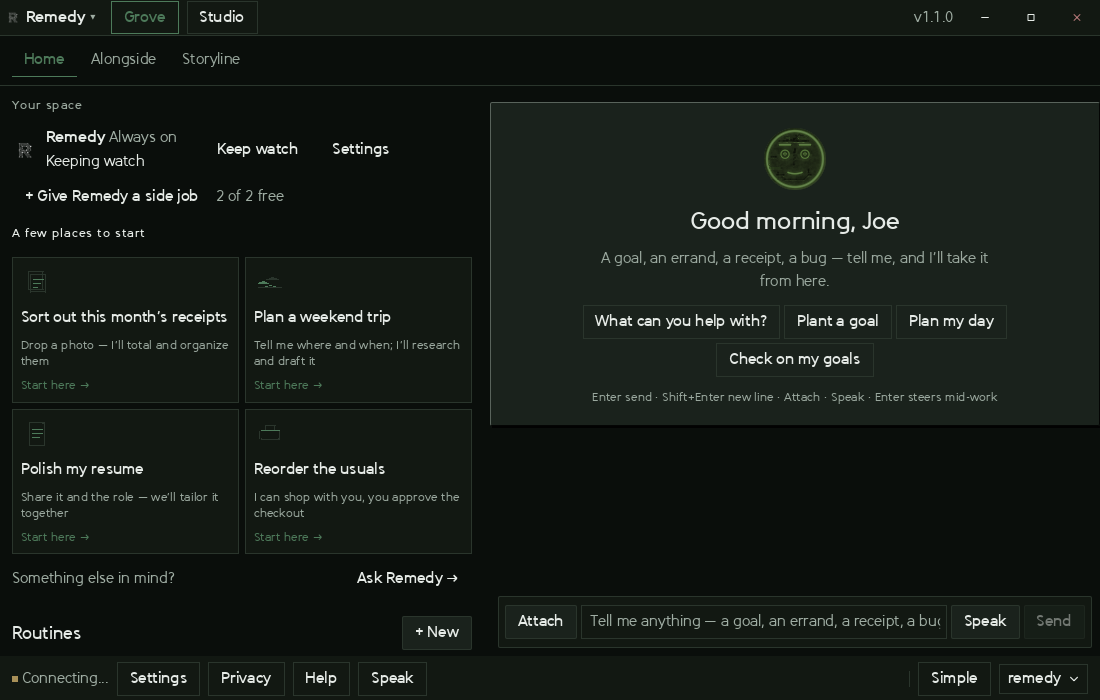 Remedy ▾ Grove Studio v1.1.0
Home Alongside Storyline
Your space
Remedy Always on
Keeping watch
Keep watch Settings
+ Give Remedy a side job 2 of 2 free
A few places to start
Sort out this month's receipts
Drop a photo — I'll total and organize
them
Start here →
Plan a weekend trip
Tell me where and when; I'll research
and draft it
Start here →
Polish my resume
Share it and the role — we'll tailor it
together
Start here →
Reorder the usuals
I can shop with you, you approve the
checkout
Start here →
Something else in mind? Ask Remedy →
Routines + New
Good morning, Joe
A goal, an errand, a receipt, a bug — tell me, and I'll take it
from here.
What can you help with? Plant a goal Plan my day
Check on my goals
Enter send · Shift+Enter new line · Attach · Speak · Enter steers mid-work
Attach Tell me anything — a goal, an errand, a receipt, a bug Speak Send
Connecting... Settings Privacy Help Speak Simple remedy